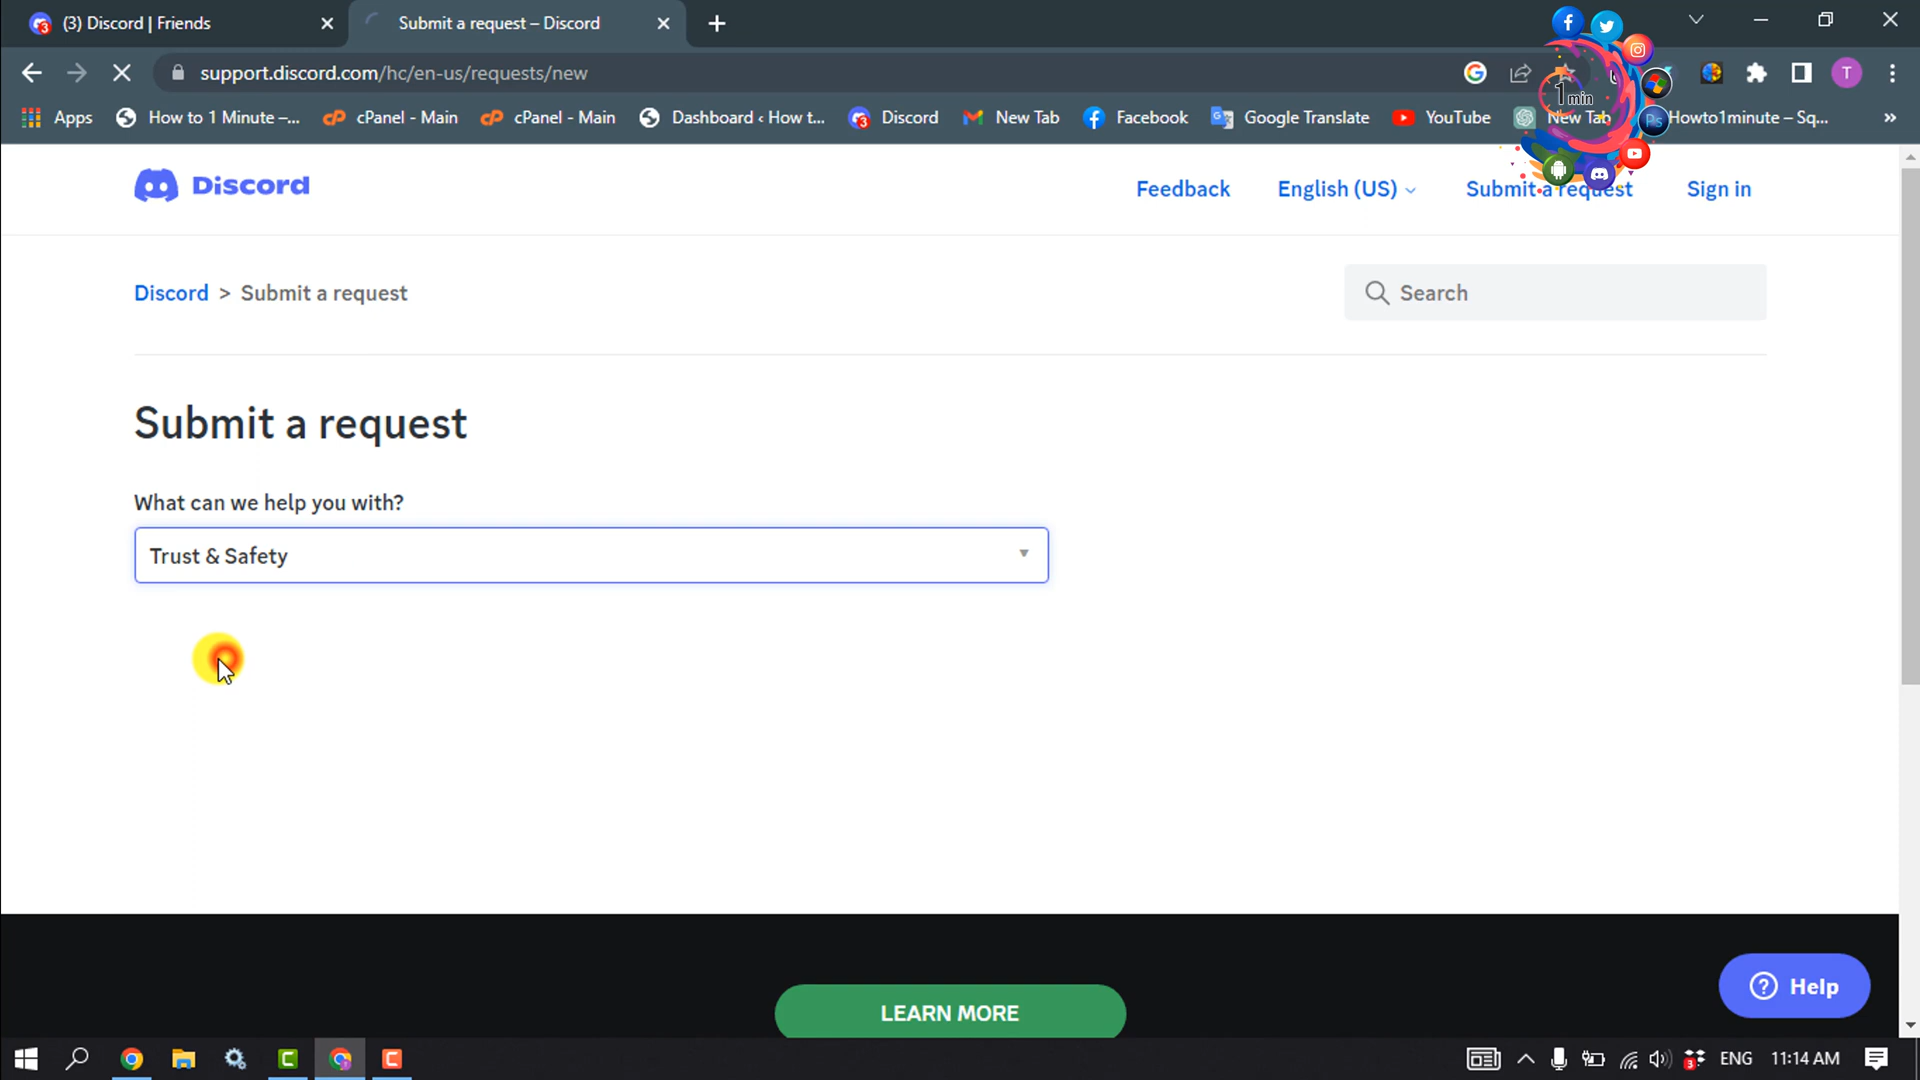 (3) Discord | Friends
Submit a request – Discord
support.discord.com/hc/en-us/requests/new
T
Apps
How to 1 Minute –...
cPanel - Main
cPanel - Main
Dashboard ‹ How t...
Discord
New Tab
Facebook
Google Translate
YouTube
New Tab
Howto1minute – Sq...
»
1 min
Ps
Discord
Feedback
English (US)
Submit a request
Sign in
Discord > Submit a request
Search
Submit a request
What can we help you with?
Trust & Safety
LEARN MORE
Help
ENG
11:14 AM